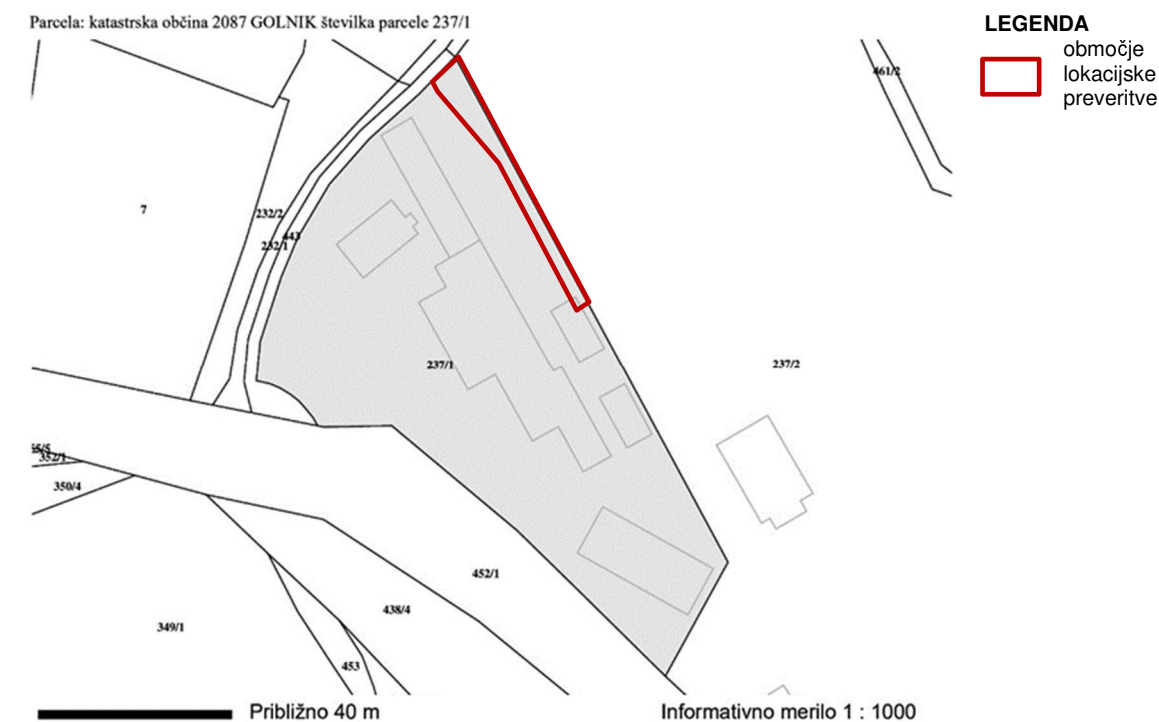 Parcela: katastrska občina 2087 GOLNIK številka parcele 237/1
LEGENDA
območje
lokacijske
preveritve
461/2
7
232/2
443
232/1
237/1
237/2
352/1
350/4
452/1
438/4
349/1
453
Približno 40 m
Informativno merilo 1 : 1000